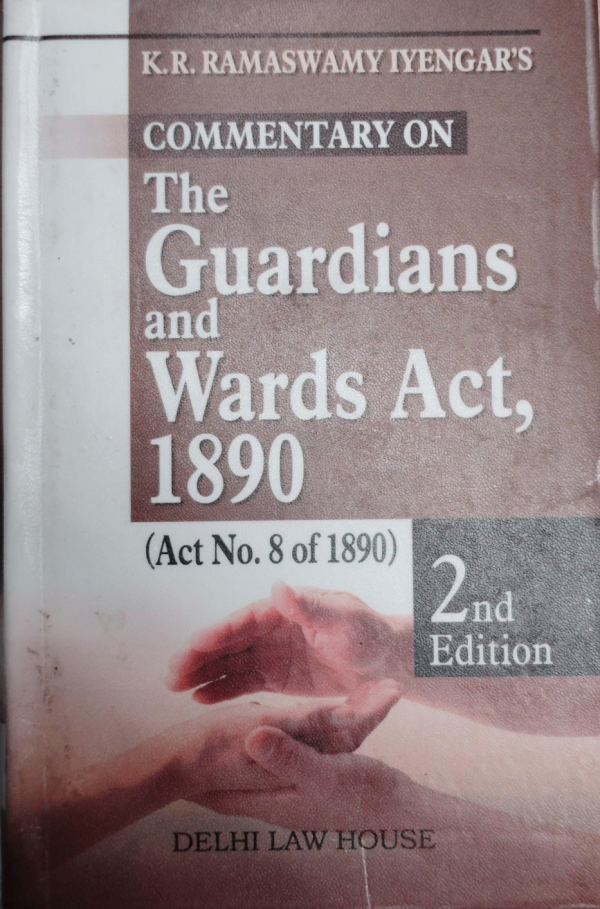 K.R. RAMASWAMY IYENGAR'S
COMMENTARY ON
The
Guardians
and
Wards Act,
1890
(Act No. 8 of 1890)
2nd
Edition
DELHI LAW HOUSE